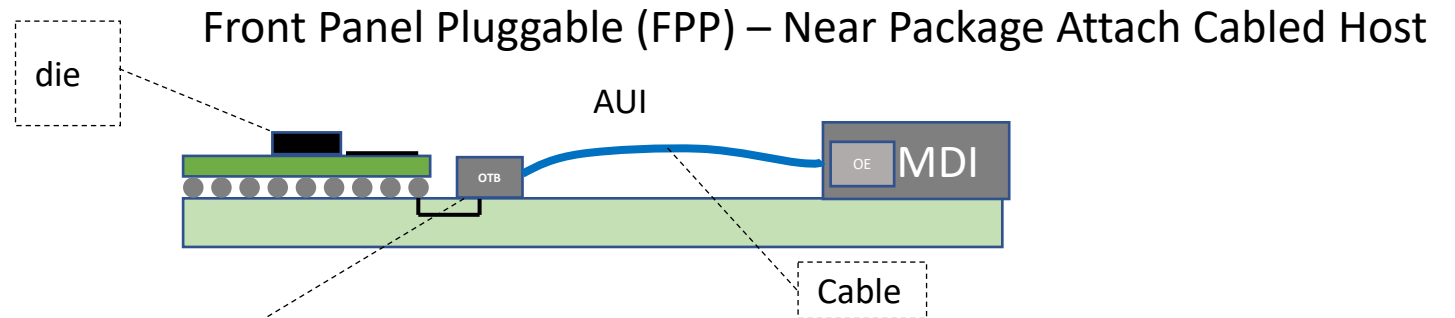 Front Panel Pluggable (FPP) – Near Package Attach Cabled Host
die
AUI
OTB
OE
MDI
Cable